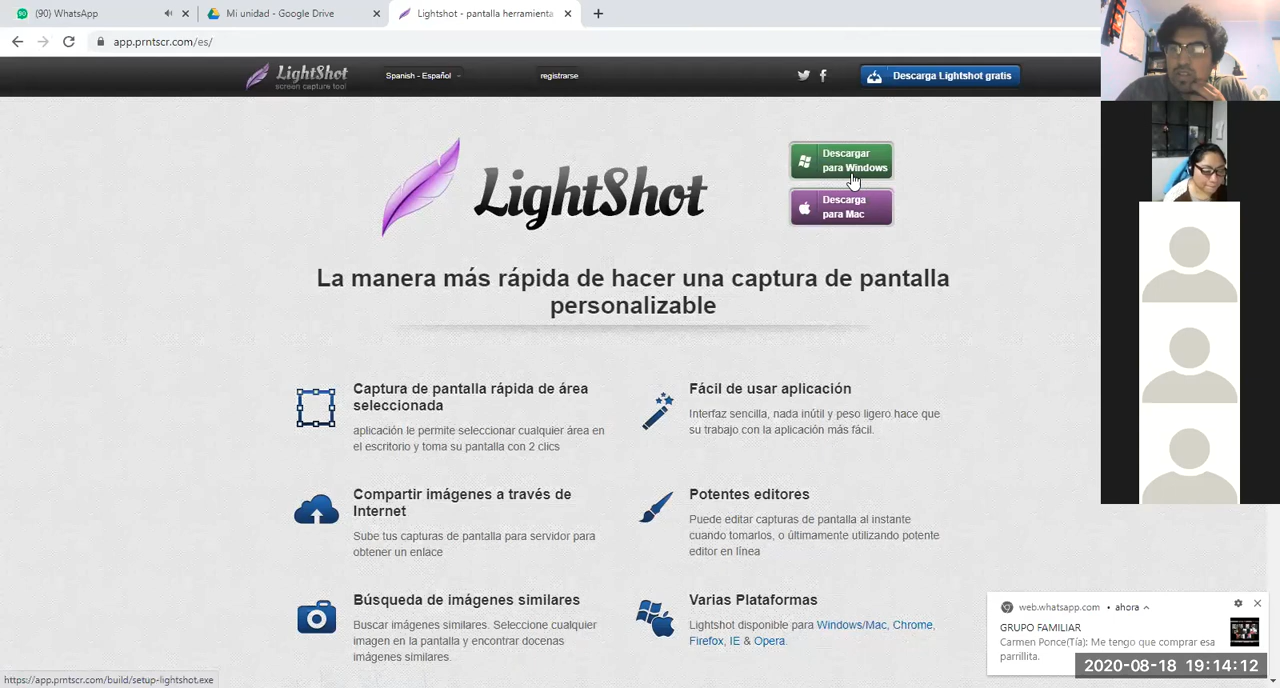 (90) WhatsApp
Mi unidad - Google Drive
Lightshot - pantalla herramienta
app.prntscr.com/es/
LightShot
screen capture tool
Spanish - Español
registrarse
Descarga Lightshot gratis
LightShot
Descargar
para Windows
Descarga
para Mac
La manera más rápida de hacer una captura de pantalla
personalizable
Captura de pantalla rápida de área
seleccionada
aplicación le permite seleccionar cualquier área en
el escritorio y toma su pantalla con 2 clics
Fácil de usar aplicación
Interfaz sencilla, nada inútil y peso ligero hace que
su trabajo con la aplicación más fácil.
Compartir imágenes a través de
Internet
Sube tus capturas de pantalla para servidor para
obtener un enlace
Potentes editores
Puede editar capturas de pantalla al instante
cuando tomarlos, o últimamente utilizando potente
editor en línea
Búsqueda de imágenes similares
Buscar imágenes similares. Seleccione cualquier
imagen en la pantalla y encontrar docenas
imágenes similares.
Varias Plataformas
Lightshot disponible para Windows/Mac, Chrome,
Firefox, IE & Opera.
web.whatsapp.com • ahora
GRUPO FAMILIAR
Carmen Ponce(Tía): Me tengo que comprar esa
parrillita.
2020-08-18 19:14:12
https://app.prntscr.com/build/setup-lightshot.exe